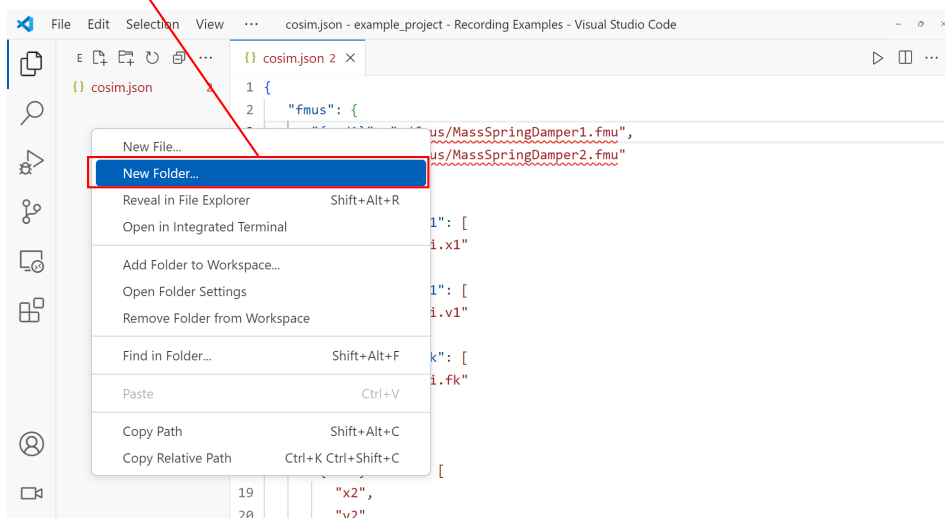 File Edit Selection View ··· cosim.json - example_project - Recording Examples - Visual Studio Code
E ··· {} cosim.json 2 × ···
{} cosim.json 2
1 {
2 "fmus": {
us/MassSpringDamper1.fmu",
us/MassSpringDamper2.fmu"
New File...
New Folder...
Reveal in File Explorer Shift+Alt+R
Open in Integrated Terminal
Add Folder to Workspace...
Open Folder Settings
Remove Folder from Workspace
Find in Folder... Shift+Alt+F
Paste Ctrl+V
Copy Path Shift+Alt+C
Copy Relative Path Ctrl+K Ctrl+Shift+C
1": [
i.x1"
1": [
i.v1"
k": [
i.fk"
[
19 "x2",
20 "v2"